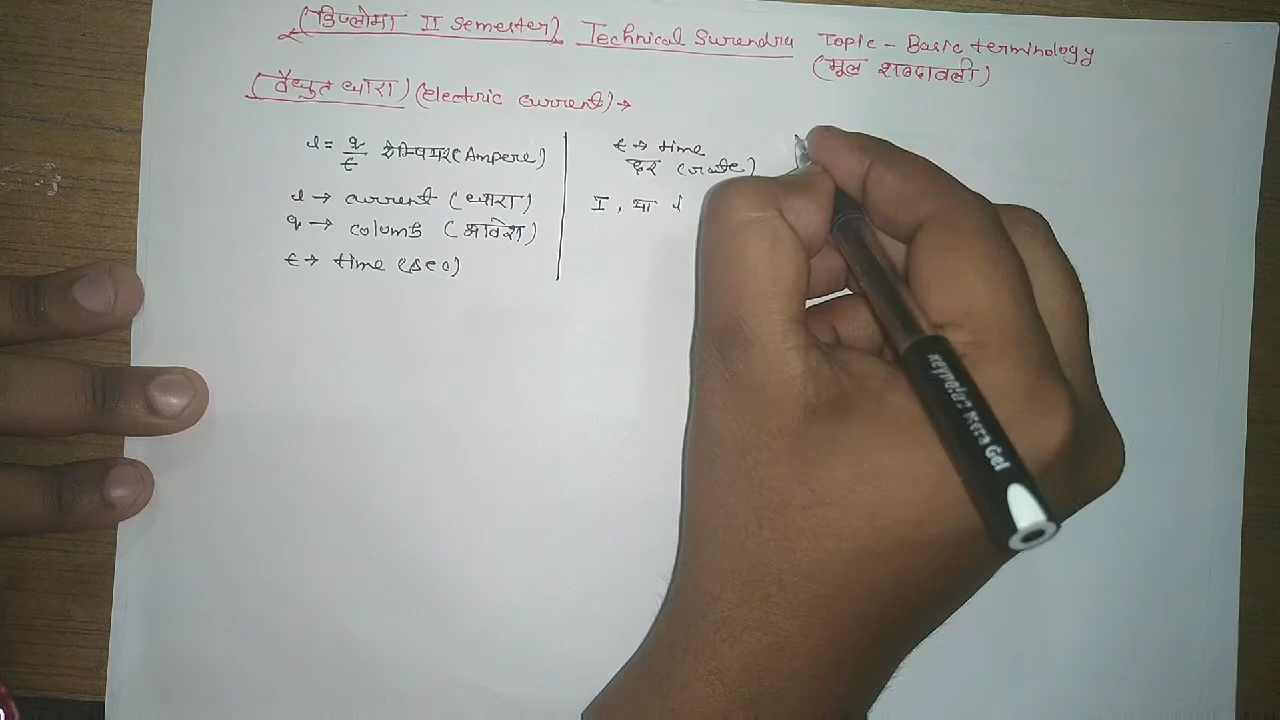 (डिप्लोमा II semester) Technical Surendra Topic - Basic terminology
(मूल शब्दावली)
(वैधुत धारा) (electric current) →
i = q/t ऐम्पियर (Ampere)
i → current (धारा)
q → columb (आवेश)
t → time (sec)
t → time
दर (rate)
I, या i